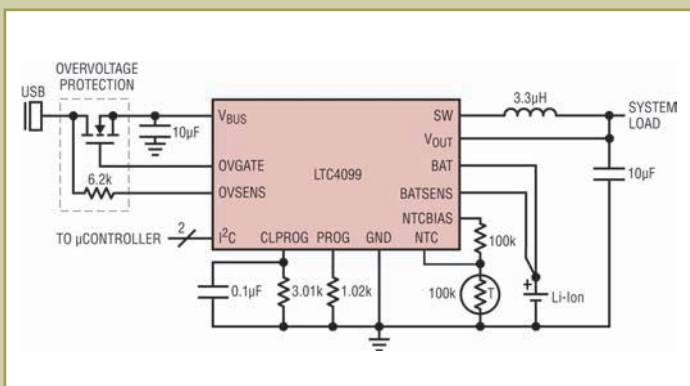 OVERVOLTAGE
PROTECTION
USB
6.2k
10µF
VBUS
OVGATE
OVSENS
TO µCONTROLLER
2
I²C
LTC4099
CLPROG
PROG
GND
NTC
SW
VOUT
BAT
BATSENS
NTCBIAS
3.3µH
SYSTEM
LOAD
10µF
100k
100k
T
+
Li-Ion
0.1µF
3.01k
1.02k